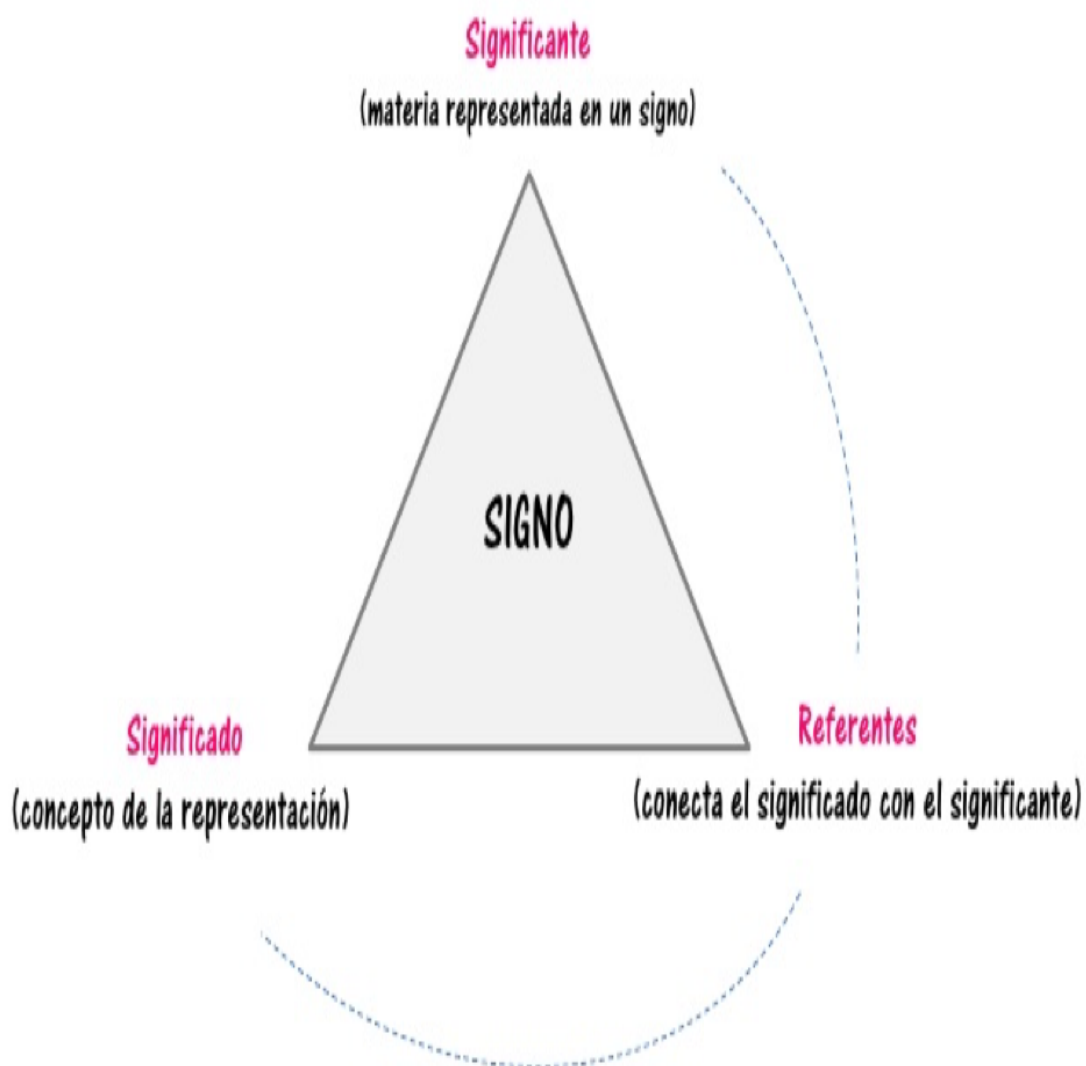 Significante
(materia representada en un signo)
SIGNO
Significado
(concepto de la representación)
Referentes
(conecta el significado con el significante)